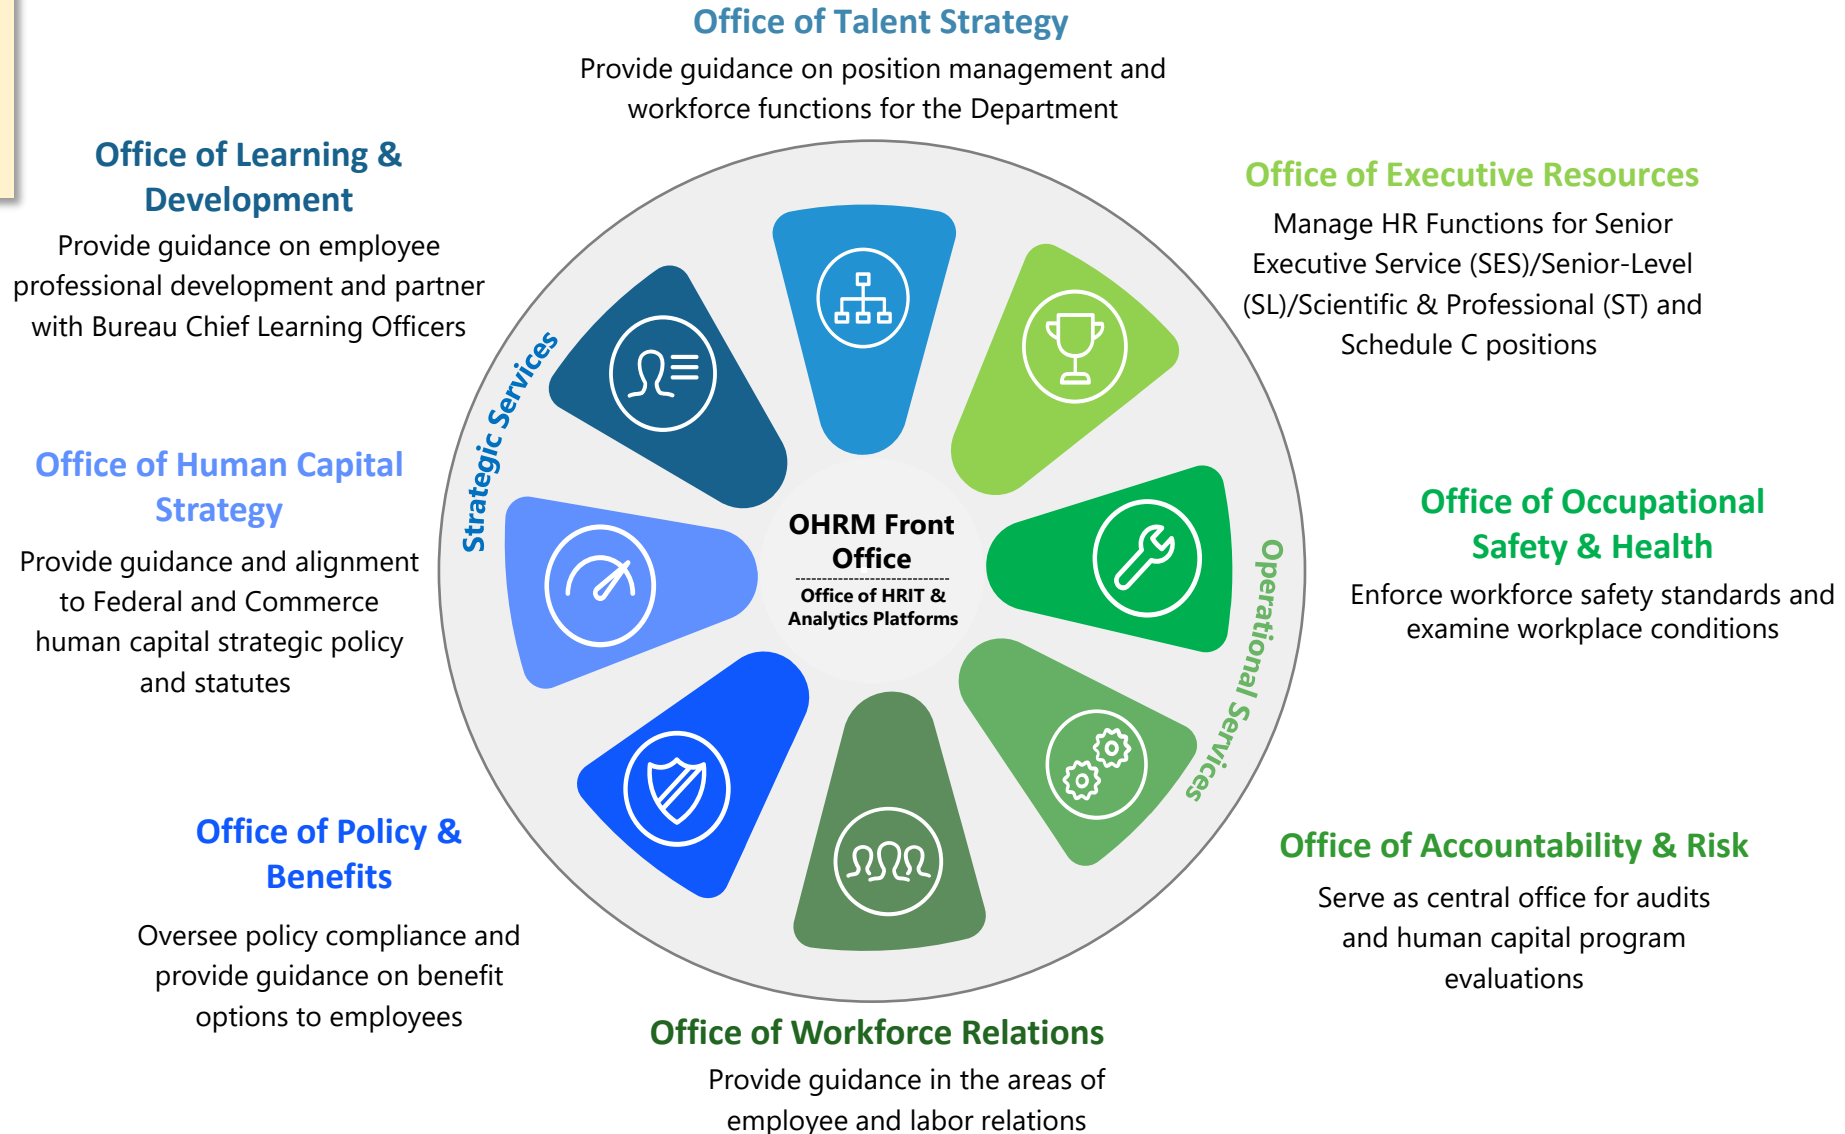 Office of Talent Strategy
Provide guidance on position management and
workforce functions for the Department
Office of Learning &
Development
Provide guidance on employee
professional development and partner
with Bureau Chief Learning Officers
Office of Executive Resources
Manage HR Functions for Senior
Executive Service (SES)/Senior-Level
(SL)/Scientific & Professional (ST) and
Schedule C positions
Strategic Services
Office of Human Capital
Strategy
Provide guidance and alignment
to Federal and Commerce
human capital strategic policy
and statutes
OHRM Front
Office
Office of HRIT &
Analytics Platforms
Operational Services
Office of Occupational
Safety & Health
Enforce workforce safety standards and
examine workplace conditions
Office of Policy &
Benefits
Oversee policy compliance and
provide guidance on benefit
options to employees
Office of Accountability & Risk
Serve as central office for audits
and human capital program
evaluations
Office of Workforce Relations
Provide guidance in the areas of
employee and labor relations